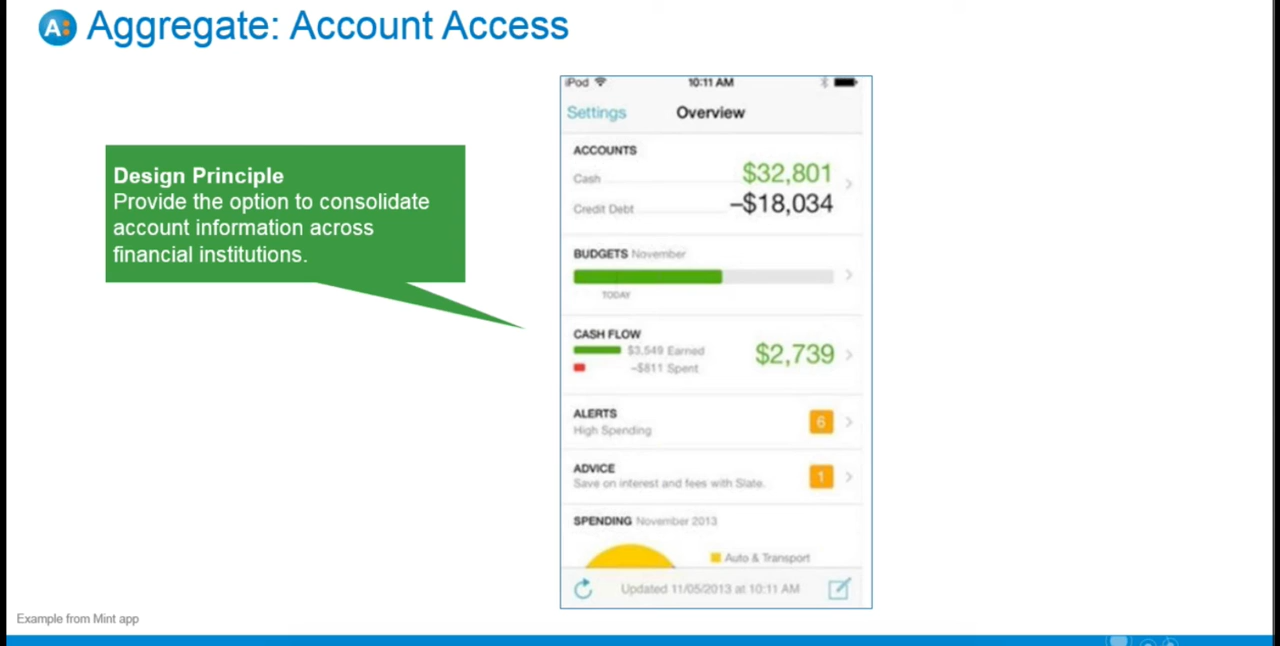 A: Aggregate: Account Access
iPod 10:11 AM
Settings Overview
Design Principle
Provide the option to consolidate
account information across
financial institutions.
ACCOUNTS
Cash $32,801
Credit Debt –$18,034
BUDGETS November
TODAY
CASH FLOW
$3,549 Earned $2,739
–$811 Spent
ALERTS
High Spending 6
ADVICE
Save on interest and fees with Slate. 1
SPENDING November 2013
Auto & Transport
Updated 11/05/2013 at 10:11 AM
Example from Mint app